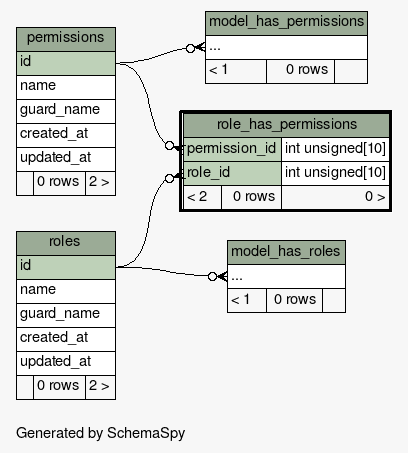 permissions
id
name
guard_name
created_at
updated_at
0 rows 2 >
model_has_permissions
...
< 1 0 rows
role_has_permissions
permission_id int unsigned[10]
role_id int unsigned[10]
< 2 0 rows 0 >
roles
id
name
guard_name
created_at
updated_at
0 rows 2 >
model_has_roles
...
< 1 0 rows
Generated by SchemaSpy